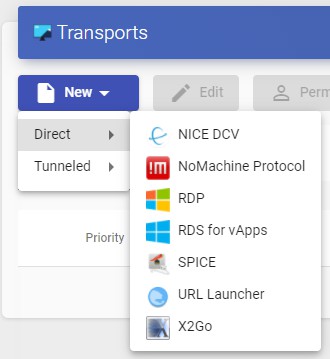 Transports
New
Edit
Perm
Direct
Tunneled
NICE DCV
NoMachine Protocol
RDP
RDS for vApps
SPICE
URL Launcher
X2Go
Priority